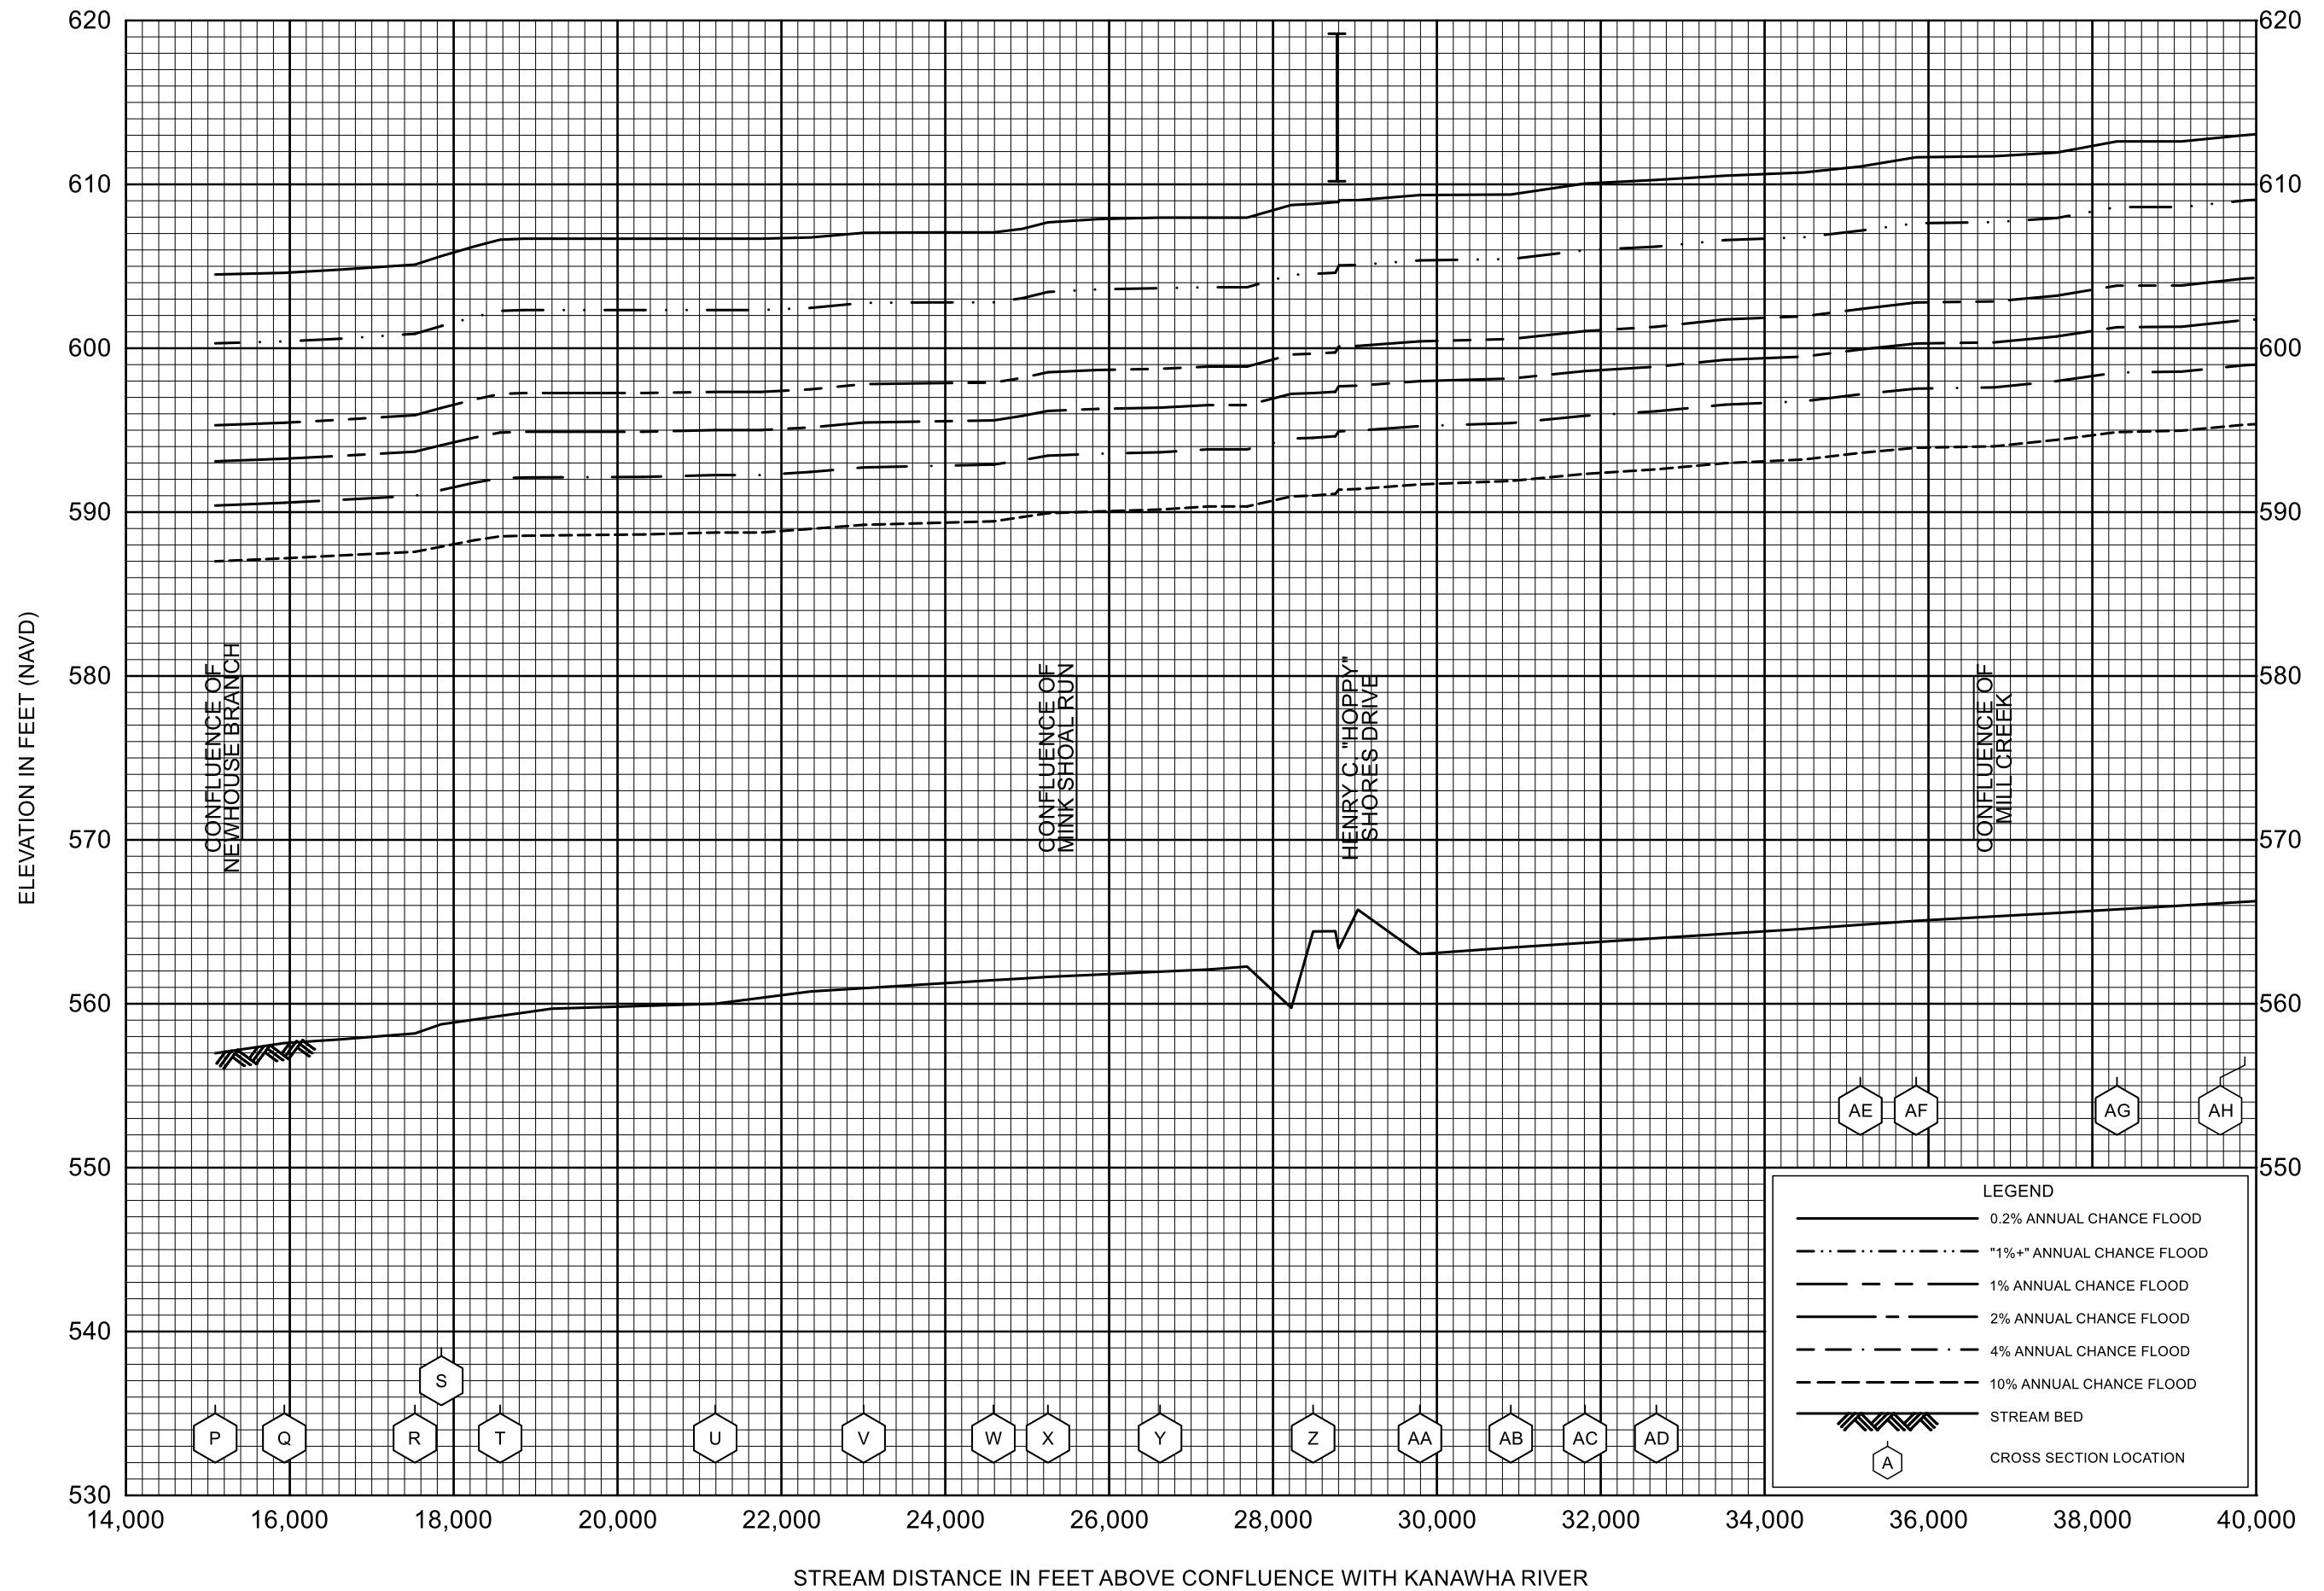 620
610
600
590
580
570
560
550
540
530
ELEVATION IN FEET (NAVD)
620
610
600
590
580
570
560
550
CONFLUENCE OF
NEWHOUSE BRANCH
CONFLUENCE OF
MINK SHOAL RUN
HENRY C. "HOPPY"
SHORES DRIVE
CONFLUENCE OF
MILL CREEK
P
Q
R
S
T
U
V
W
X
Y
Z
AA
AB
AC
AD
AE
AF
AG
AH
LEGEND
0.2% ANNUAL CHANCE FLOOD
"1%+" ANNUAL CHANCE FLOOD
1% ANNUAL CHANCE FLOOD
2% ANNUAL CHANCE FLOOD
4% ANNUAL CHANCE FLOOD
10% ANNUAL CHANCE FLOOD
STREAM BED
A
CROSS SECTION LOCATION
14,000
16,000
18,000
20,000
22,000
24,000
26,000
28,000
30,000
32,000
34,000
36,000
38,000
40,000
STREAM DISTANCE IN FEET ABOVE CONFLUENCE WITH KANAWHA RIVER